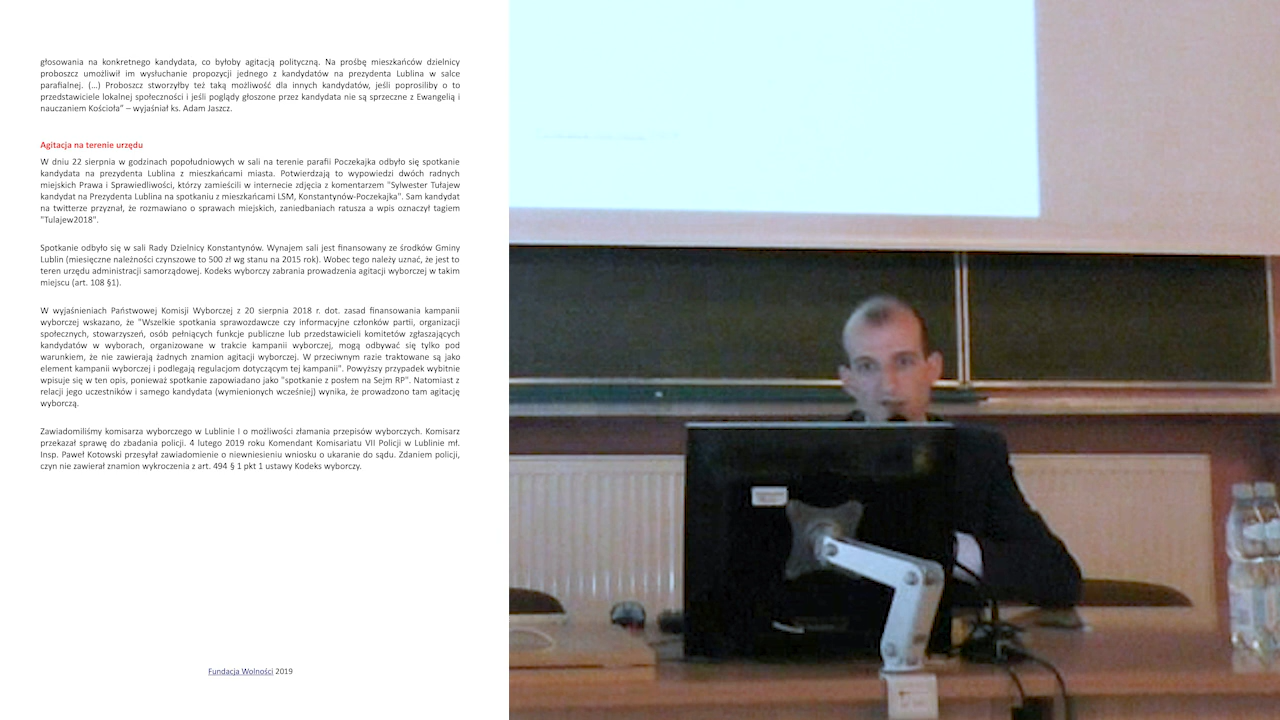 głosowania na konkretnego kandydata, co byłoby agitacją polityczną. Na prośbę mieszkańców dzielnicy
proboszcz umożliwił im wysłuchanie propozycji jednego z kandydatów na prezydenta Lublina w salce
parafialnej. (...) Proboszcz stworzyłby też taką możliwość dla innych kandydatów, jeśli poprosiliby o to
przedstawiciele lokalnej społeczności i jeśli poglądy głoszone przez kandydata nie są sprzeczne z Ewangelią i
nauczaniem Kościoła" – wyjaśniał ks. Adam Jaszcz.
Agitacja na terenie urzędu
W dniu 22 sierpnia w godzinach popołudniowych w sali na terenie parafii Poczekajka odbyło się spotkanie
kandydata na prezydenta Lublina z mieszkańcami miasta. Potwierdzają to wypowiedzi dwóch radnych
miejskich Prawa i Sprawiedliwości, którzy zamieścili w internecie zdjęcia z komentarzem "Sylwester Tułajew
kandydat na Prezydenta Lublina na spotkaniu z mieszkańcami LSM, Konstantynów-Poczekajka". Sam kandydat
na twitterze przyznał, że rozmawiano o sprawach miejskich, zaniedbaniach ratusza a wpis oznaczył tagiem
"Tulajew2018".
Spotkanie odbyło się w sali Rady Dzielnicy Konstantynów. Wynajem sali jest finansowany ze środków Gminy
Lublin (miesięczne należności czynszowe to 500 zł wg stanu na 2015 rok). Wobec tego należy uznać, że jest to
teren urzędu administracji samorządowej. Kodeks wyborczy zabrania prowadzenia agitacji wyborczej w takim
miejscu (art. 108 §1).
W wyjaśnieniach Państwowej Komisji Wyborczej z 20 sierpnia 2018 r. dot. zasad finansowania kampanii
wyborczej wskazano, że "Wszelkie spotkania sprawozdawcze czy informacyjne członków partii, organizacji
społecznych, stowarzyszeń, osób pełniących funkcje publiczne lub przedstawicieli komitetów zgłaszających
kandydatów w wyborach, organizowane w trakcie kampanii wyborczej, mogą odbywać się tylko pod
warunkiem, że nie zawierają żadnych znamion agitacji wyborczej. W przeciwnym razie traktowane są jako
element kampanii wyborczej i podlegają regulacjom dotyczącym tej kampanii". Powyższy przypadek wybitnie
wpisuje się w ten opis, ponieważ spotkanie zapowiadano jako "spotkanie z posłem na Sejm RP". Natomiast z
relacji jego uczestników i samego kandydata (wymienionych wcześniej) wynika, że prowadzono tam agitację
wyborczą.
Zawiadomiliśmy komisarza wyborczego w Lublinie I o możliwości złamania przepisów wyborczych. Komisarz
przekazał sprawę do zbadania policji. 4 lutego 2019 roku Komendant Komisariatu VII Policji w Lublinie mł.
Insp. Paweł Kotowski przesyłał zawiadomienie o niewniesieniu wniosku o ukaranie do sądu. Zdaniem policji,
czyn nie zawierał znamion wykroczenia z art. 494 § 1 pkt 1 ustawy Kodeks wyborczy.
Fundacja Wolności 2019